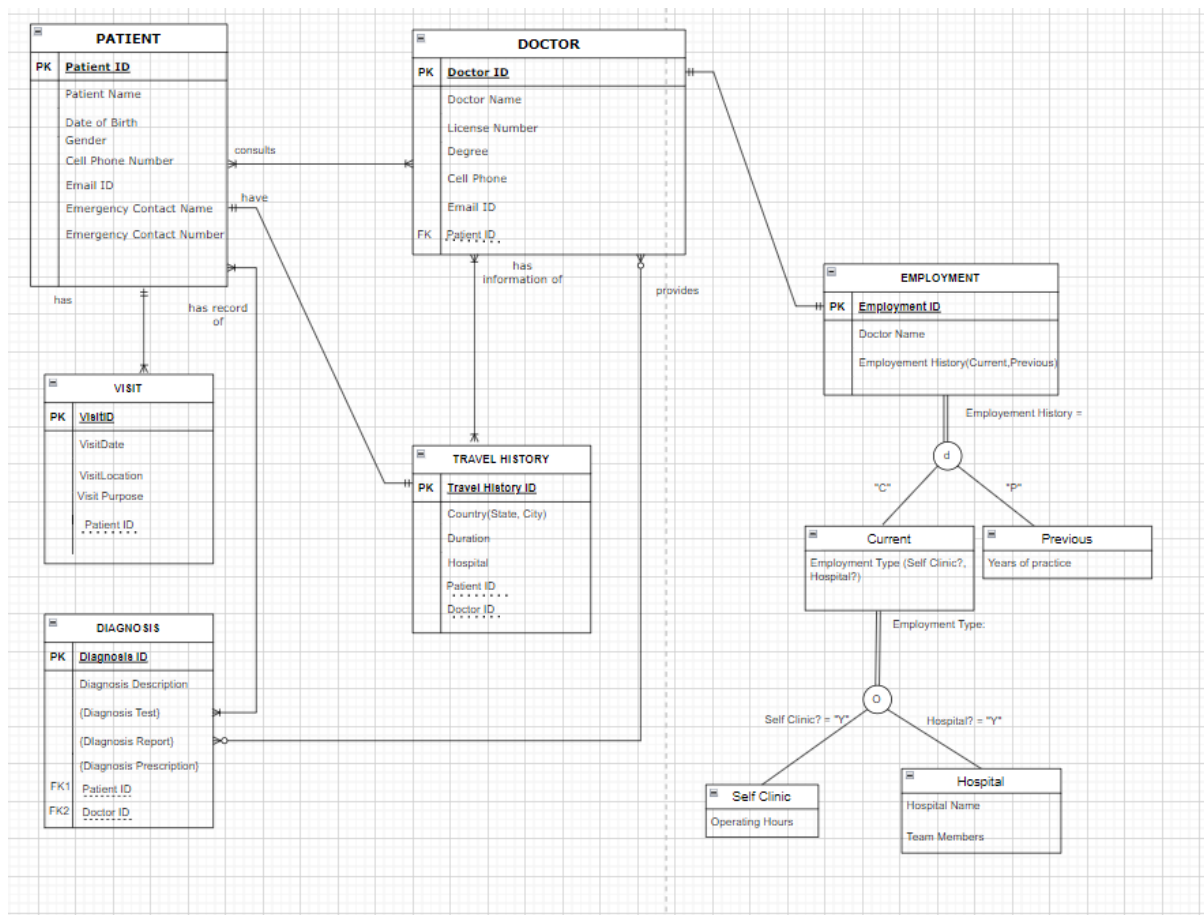 PATIENT
PK Patient ID
Patient Name
Date of Birth
Gender
Cell Phone Number
Email ID
Emergency Contact Name
Emergency Contact Number
DOCTOR
PK Doctor ID
Doctor Name
License Number
Degree
Cell Phone
Email ID
FK Patient ID
consults
have
has
has record
of
has
information of
provides
EMPLOYMENT
PK Employment ID
Doctor Name
Employement History(Current,Previous)
Employement History =
d
"C"
"P"
VISIT
PK VisitID
VisitDate
VisitLocation
Visit Purpose
Patient ID
TRAVEL HISTORY
PK Travel History ID
Country(State, City)
Duration
Hospital
Patient ID
Doctor ID
Current
Employment Type (Self Clinic?,
Hospital?)
Previous
Years of practice
Employment Type:
O
Self Clinic? = "Y"
Hospital? = "Y"
DIAGNOSIS
PK Diagnosis ID
Diagnosis Description
{Diagnosis Test}
{Diagnosis Report}
{Diagnosis Prescription}
FK1 Patient ID
FK2 Doctor ID
Self Clinic
Operating Hours
Hospital
Hospital Name
Team Members